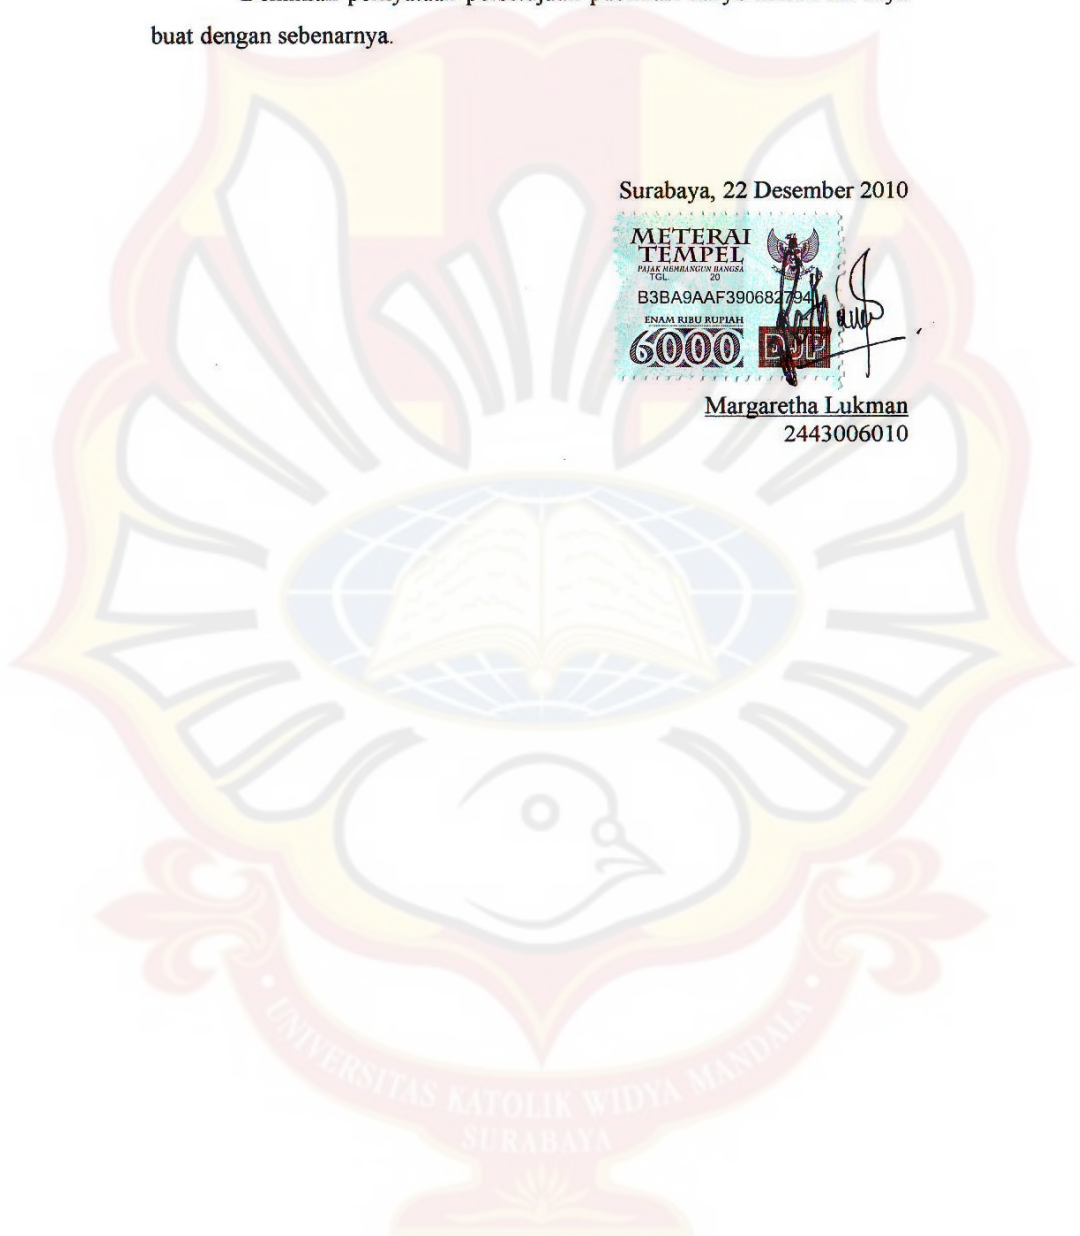 buat dengan sebenarnya.
Surabaya, 22 Desember 2010
METERAI
TEMPEL
PAJAK MEMBANGUN BANGSA
TGL. 20
B3BA9AAF390682794
ENAM RIBU RUPIAH
6000 DJP
Margaretha Lukman
2443006010
UNIVERSITAS KATOLIK WIDYA MANDALA
SURABAYA